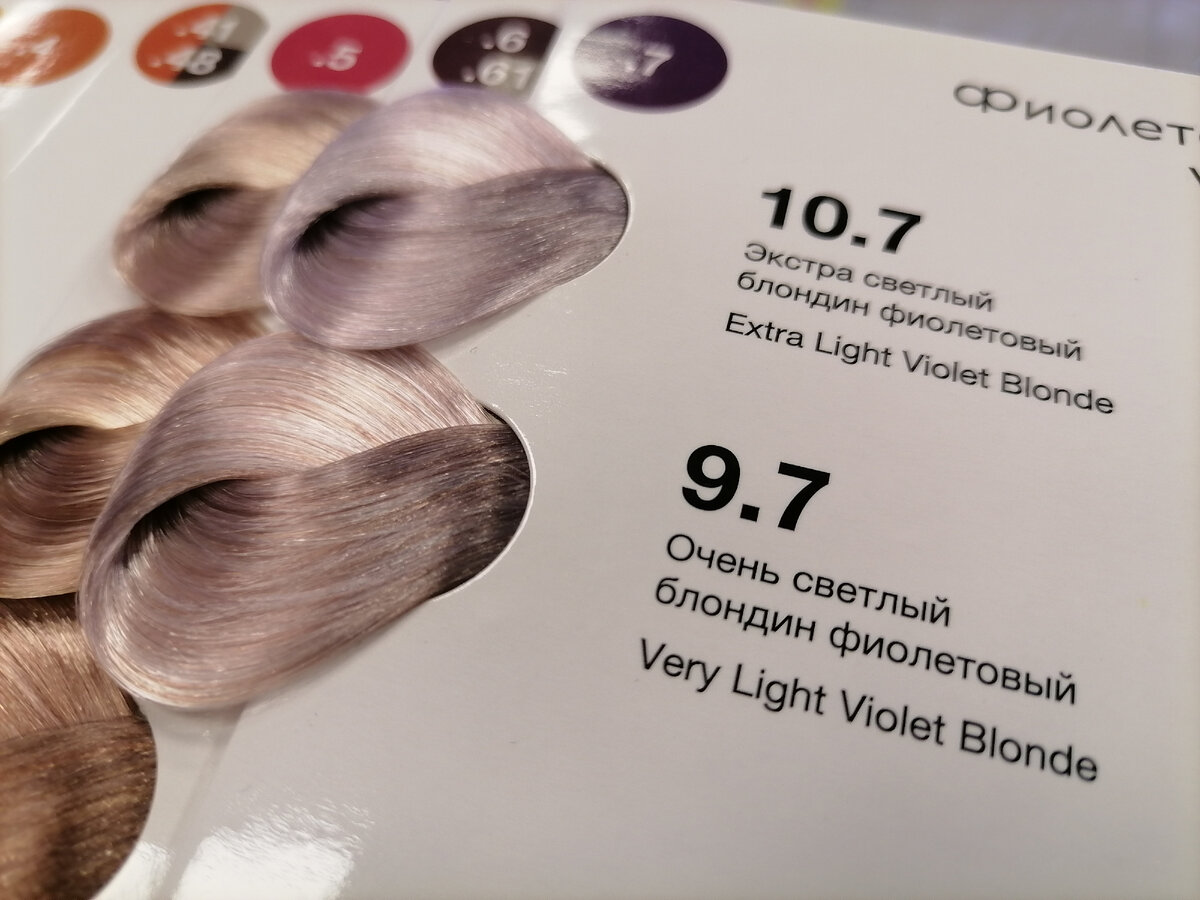 .4
.41
.48
.5
.6
.61
.7
10.7
Экстра светлый
блондин фиолетовый
Extra Light Violet Blonde
9.7
Очень светлый
блондин фиолетовый
Very Light Violet Blonde